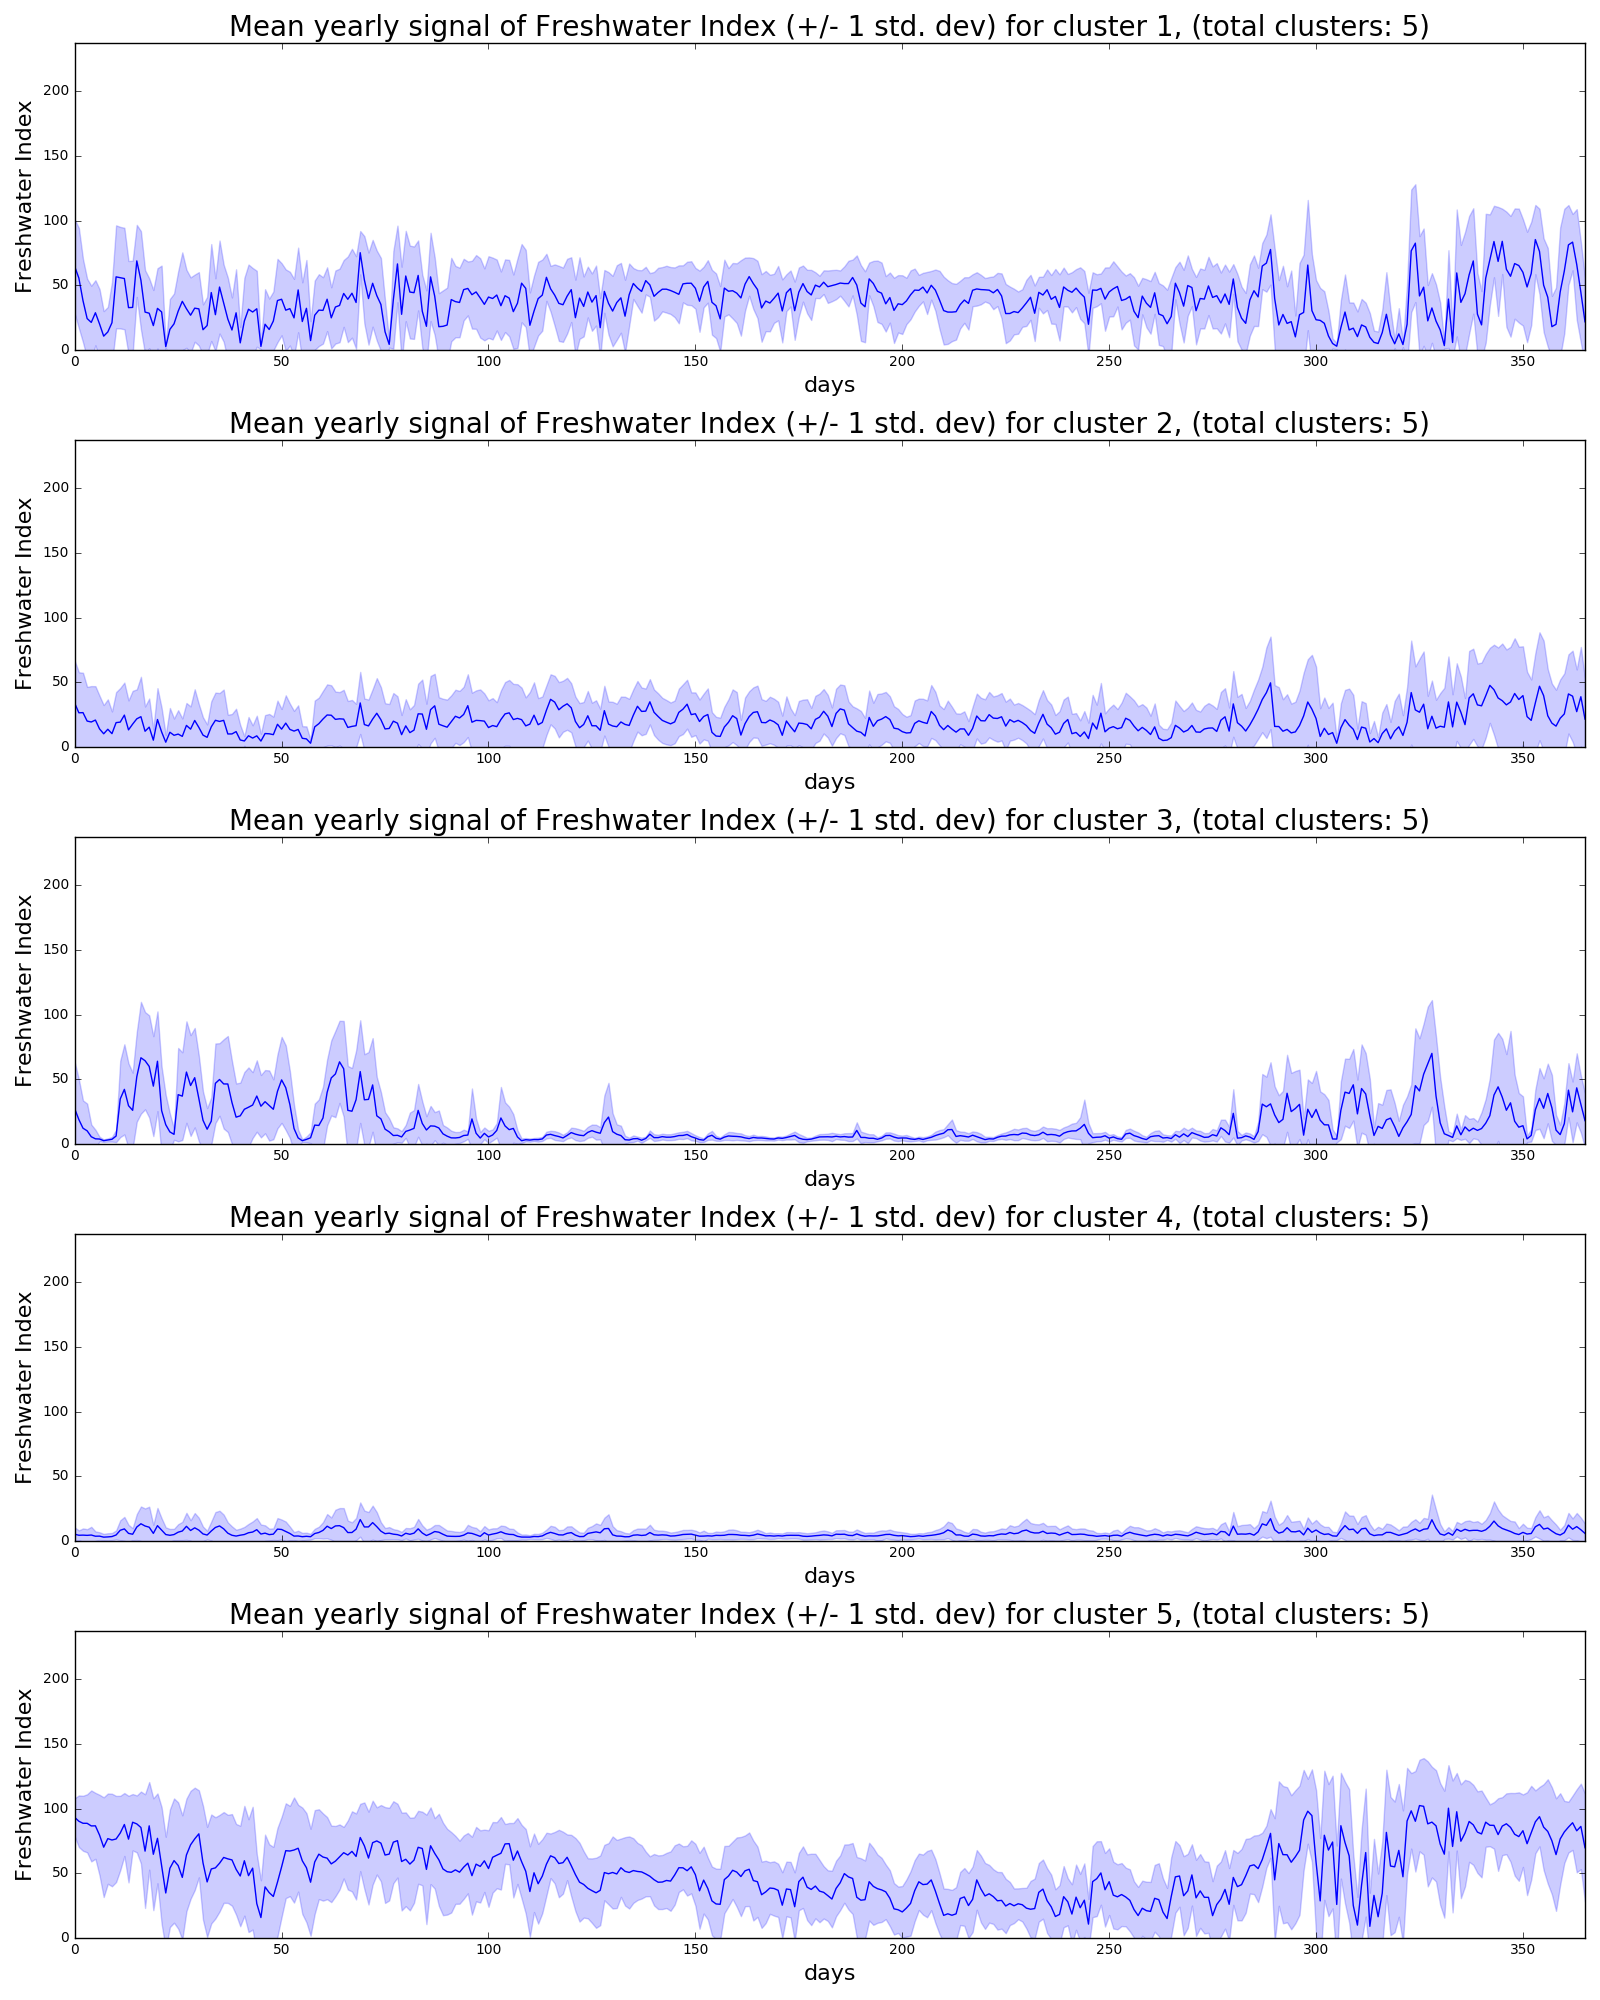 Mean yearly signal of Freshwater Index (+/- 1 std. dev) for cluster 1, (total clusters: 5)
200
150
100
50
0
Freshwater Index
0 50 100 150 200 250 300 350
days
Mean yearly signal of Freshwater Index (+/- 1 std. dev) for cluster 2, (total clusters: 5)
200
150
100
50
0
Freshwater Index
0 50 100 150 200 250 300 350
days
Mean yearly signal of Freshwater Index (+/- 1 std. dev) for cluster 3, (total clusters: 5)
200
150
100
50
0
Freshwater Index
0 50 100 150 200 250 300 350
days
Mean yearly signal of Freshwater Index (+/- 1 std. dev) for cluster 4, (total clusters: 5)
200
150
100
50
0
Freshwater Index
0 50 100 150 200 250 300 350
days
Mean yearly signal of Freshwater Index (+/- 1 std. dev) for cluster 5, (total clusters: 5)
200
150
100
50
0
Freshwater Index
0 50 100 150 200 250 300 350
days